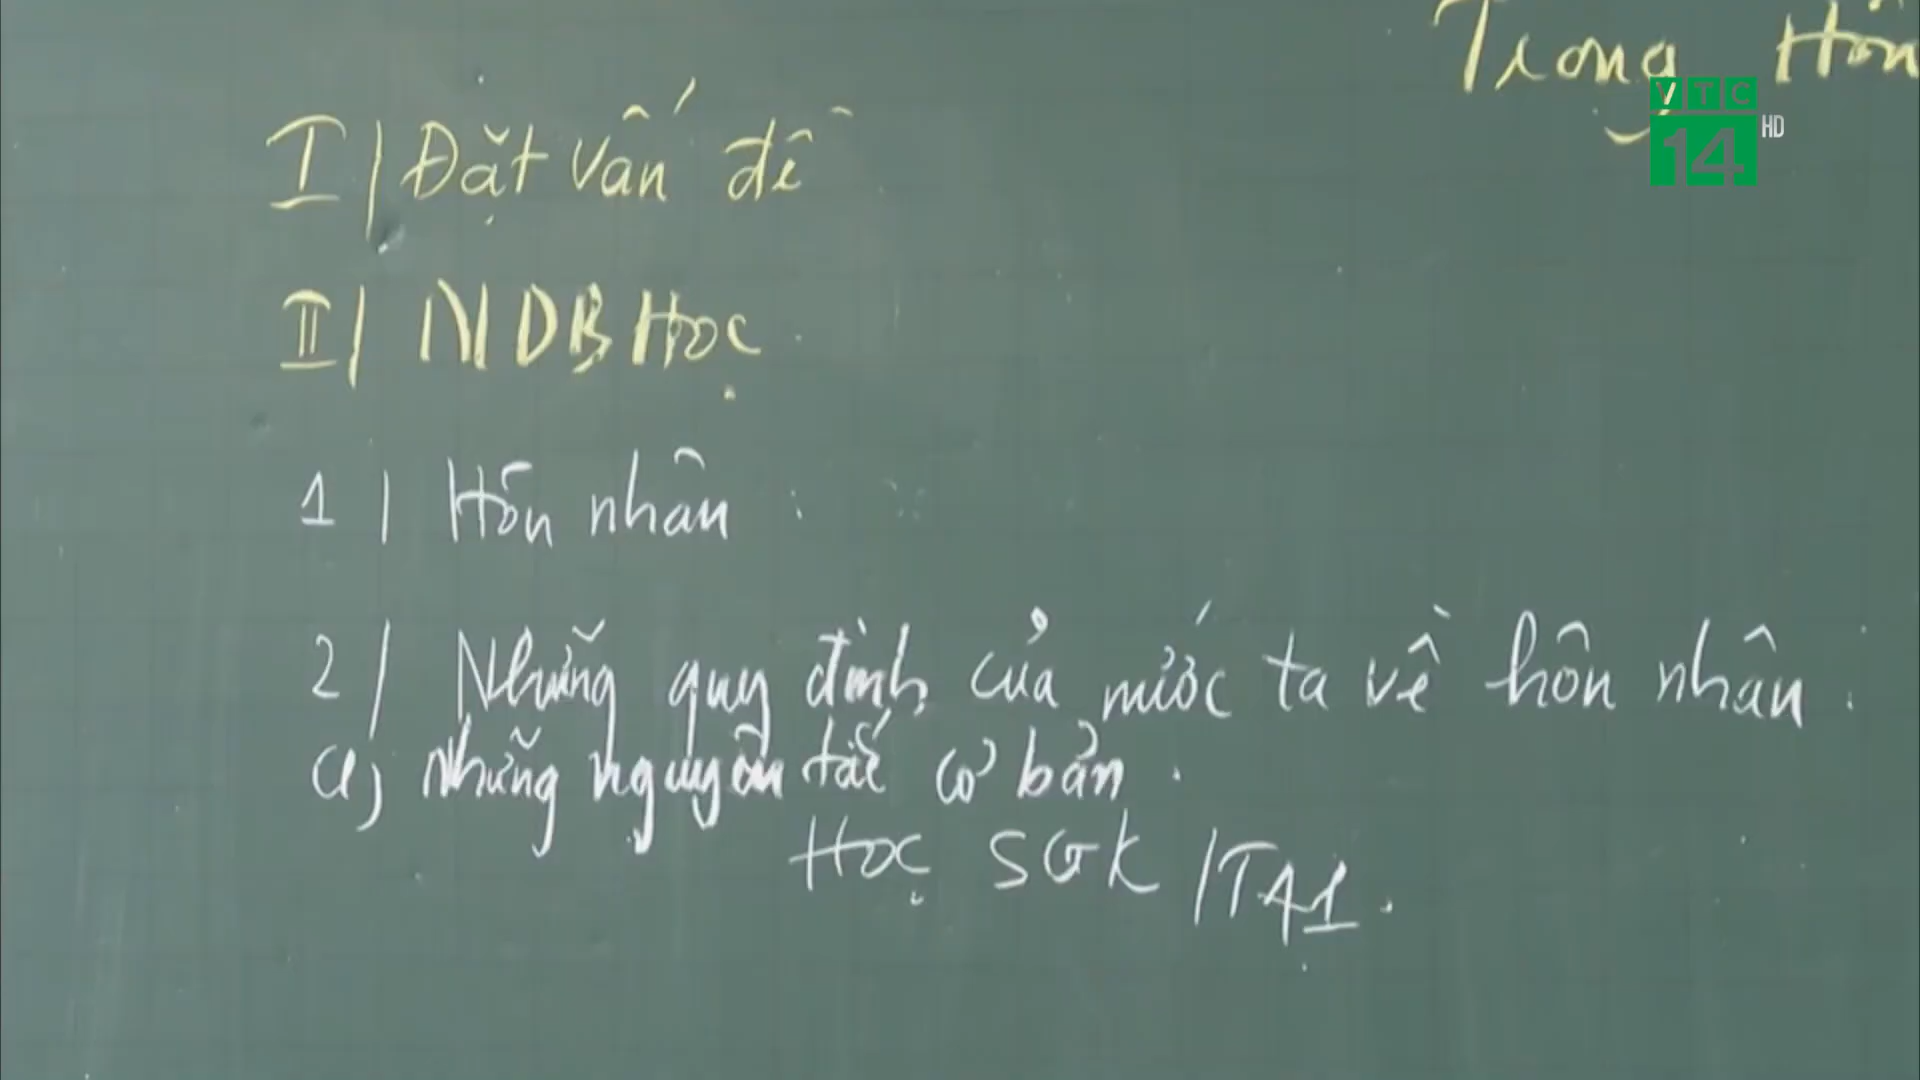 Trong Hôn
VTC
14 HD
I/ Đặt vấn đề
II/ NDB Học.
1/ Hôn nhân:
2/ Những quy định của nước ta về hôn nhân:
a) Những nguyên tắc cơ bản.
Học SGK /T41.